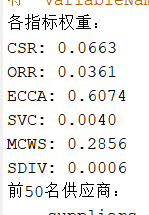 各指标权重：
CSR: 0.0663
ORR: 0.0361
ECCA: 0.6074
SVC: 0.0040
MCWS: 0.2856
SDIV: 0.0006
前50名供应商：